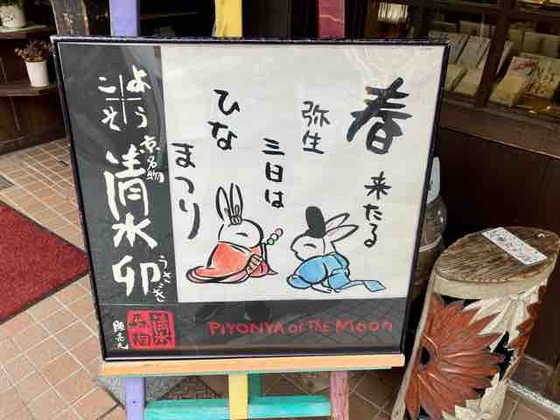 春
来たる
弥生
三日は
ひな
まつり
ようこそ
京名物
清水卯
うさぎ
PIYONYA OF THE MOON